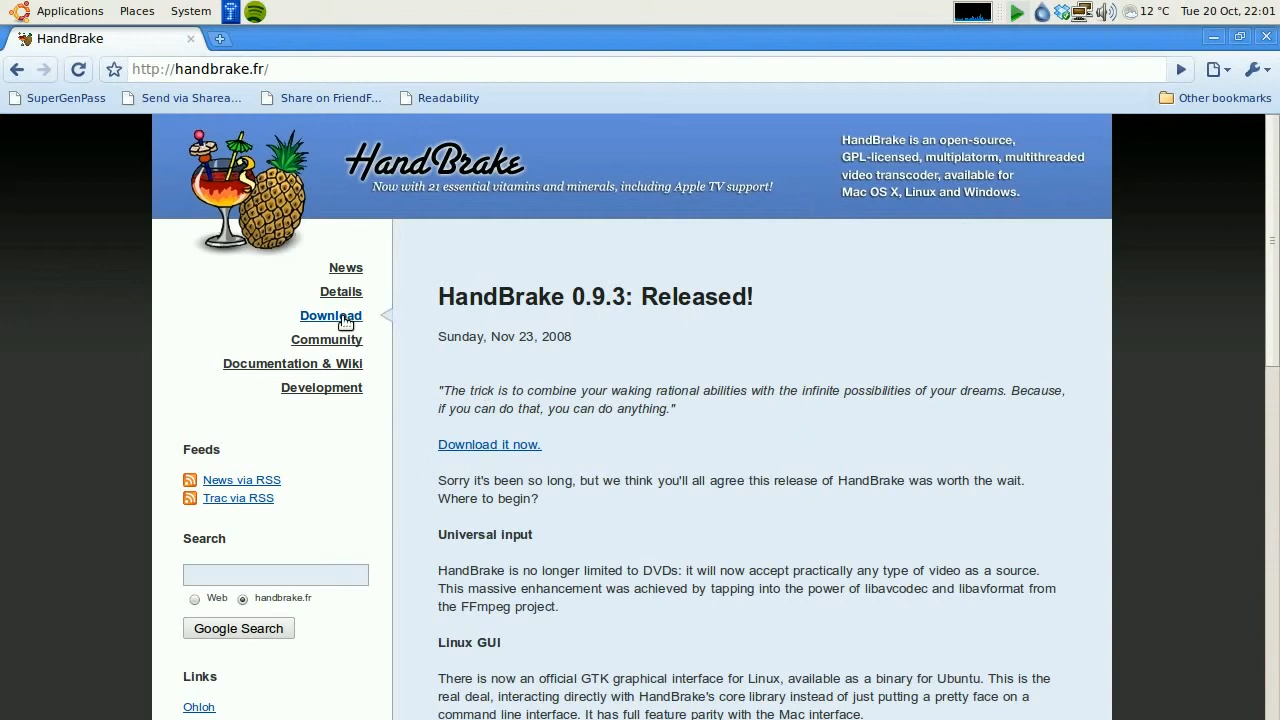 Applications Places System 12 °C Tue 20 Oct, 22:01
HandBrake
http://handbrake.fr/
SuperGenPass Send via Sharea... Share on FriendF... Readability Other bookmarks
HandBrake
Now with 21 essential vitamins and minerals, including Apple TV support!
HandBrake is an open-source,
GPL-licensed, multiplatorm, multithreaded
video transcoder, available for
Mac OS X, Linux and Windows.
News
Details
Download
Community
Documentation & Wiki
Development
Feeds
News via RSS
Trac via RSS
Search
Web handbrake.fr
Google Search
Links
Ohloh
HandBrake 0.9.3: Released!
Sunday, Nov 23, 2008
"The trick is to combine your waking rational abilities with the infinite possibilities of your dreams. Because,
if you can do that, you can do anything."
Download it now.
Sorry it's been so long, but we think you'll all agree this release of HandBrake was worth the wait.
Where to begin?
Universal input
HandBrake is no longer limited to DVDs: it will now accept practically any type of video as a source.
This massive enhancement was achieved by tapping into the power of libavcodec and libavformat from
the FFmpeg project.
Linux GUI
There is now an official GTK graphical interface for Linux, available as a binary for Ubuntu. This is the
real deal, interacting directly with HandBrake's core library instead of just putting a pretty face on a
command line interface. It has full feature parity with the Mac interface.